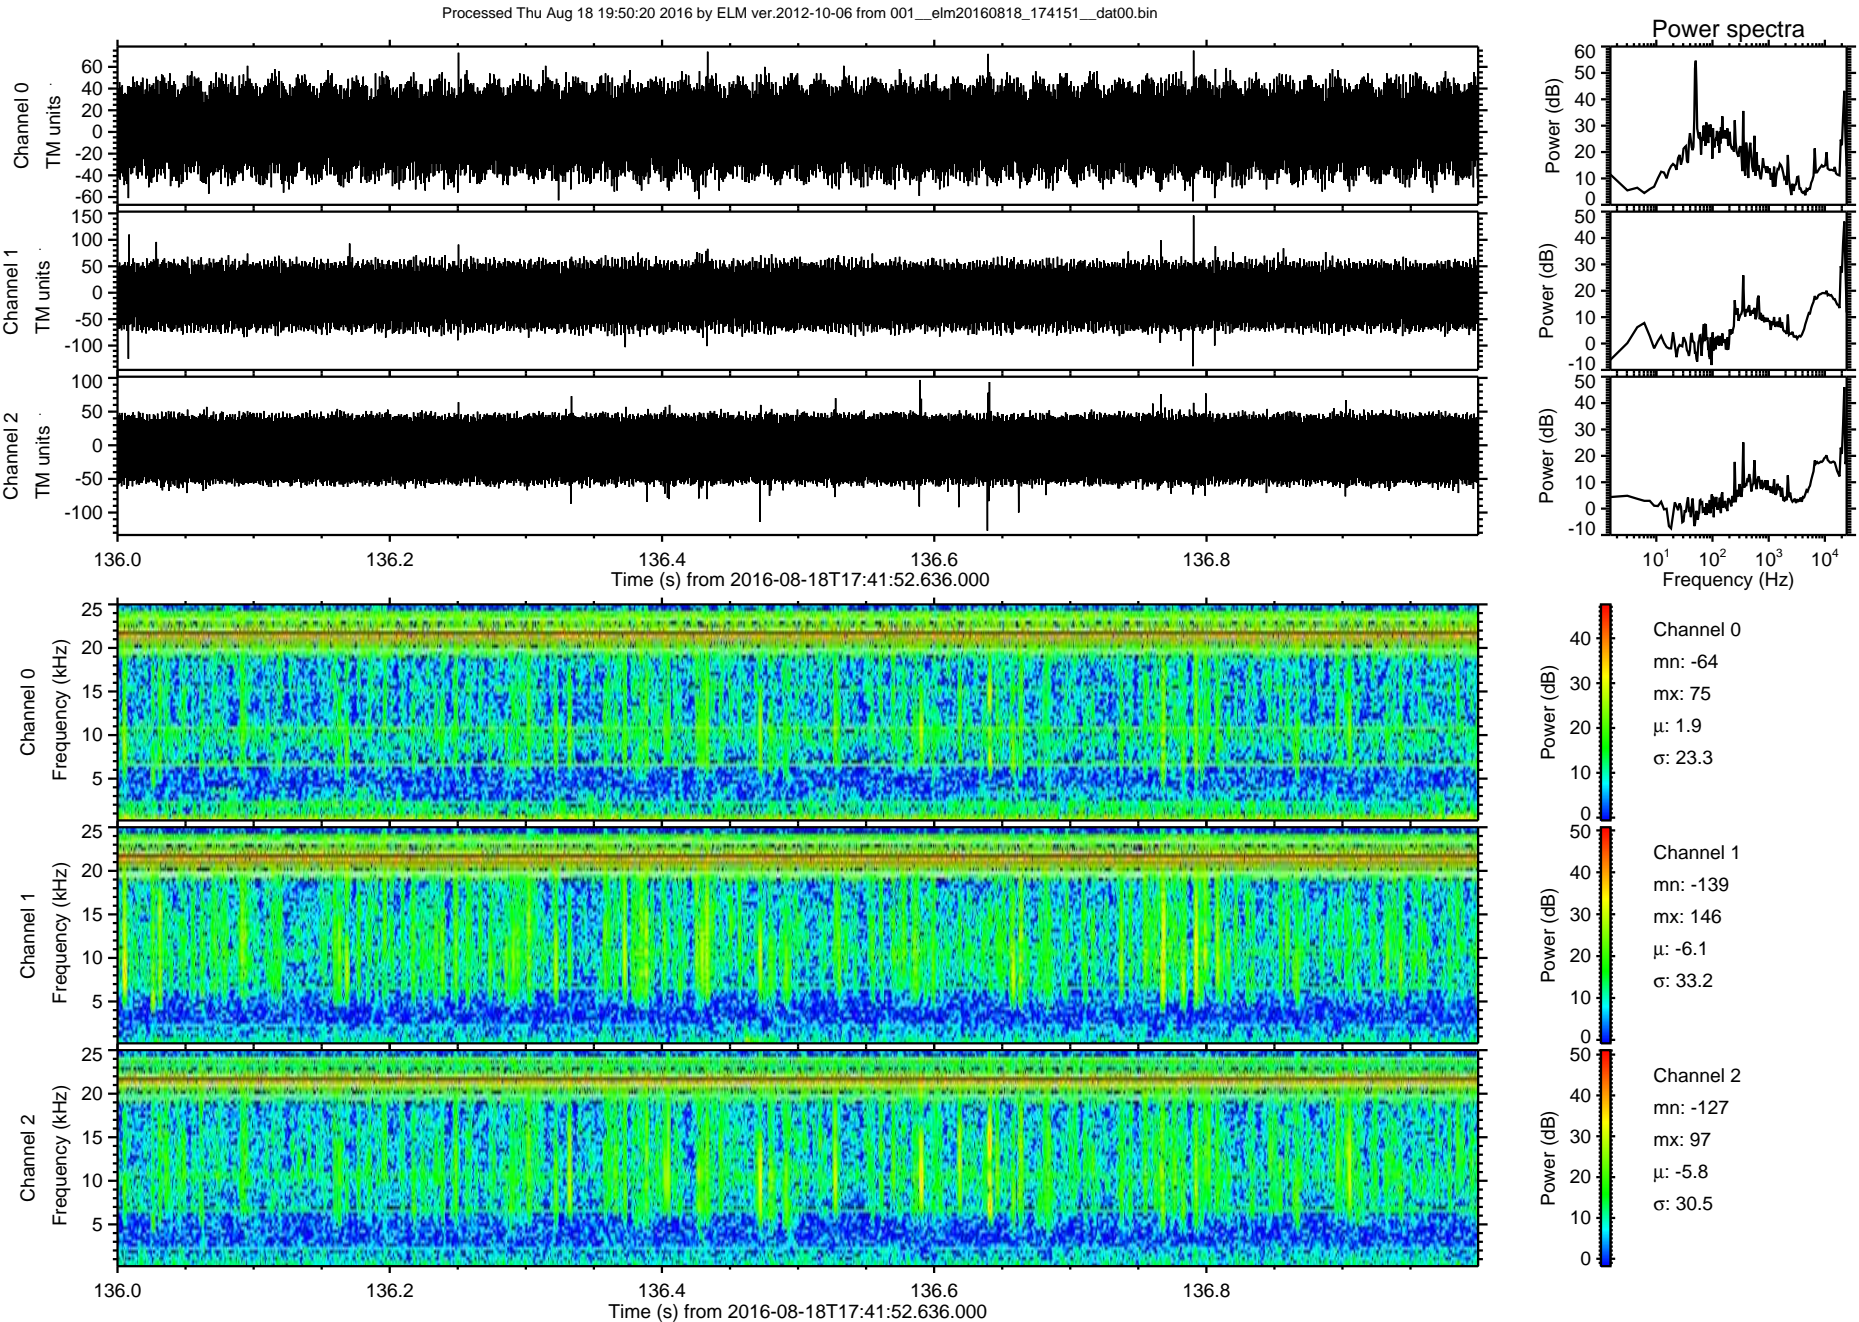 Processed Thu Aug 18 19:50:20 2016 by ELM ver.2012-10-06 from 001__elm20160818_174151__dat00.bin
Power spectra
Channel 0
TM units
60
40
20
0
-20
-40
-60
Power (dB)
60
50
40
30
20
10
0
Channel 1
TM units
150
100
50
0
-50
-100
Power (dB)
50
40
30
20
10
0
-10
Channel 2
TM units
100
50
0
-50
-100
Power (dB)
50
40
30
20
10
0
-10
136.0 136.2 136.4 136.6 136.8
Time (s) from 2016-08-18T17:41:52.636.000
10^1 10^2 10^3 10^4
Frequency (Hz)
Channel 0
Frequency (kHz)
25
20
15
10
5
Power (dB)
40
30
20
10
0
Channel 0
mn: -64
mx: 75
μ: 1.9
σ: 23.3
Channel 1
Frequency (kHz)
25
20
15
10
5
Power (dB)
50
40
30
20
10
0
Channel 1
mn: -139
mx: 146
μ: -6.1
σ: 33.2
Channel 2
Frequency (kHz)
25
20
15
10
5
Power (dB)
50
40
30
20
10
0
Channel 2
mn: -127
mx: 97
μ: -5.8
σ: 30.5
136.0 136.2 136.4 136.6 136.8
Time (s) from 2016-08-18T17:41:52.636.000